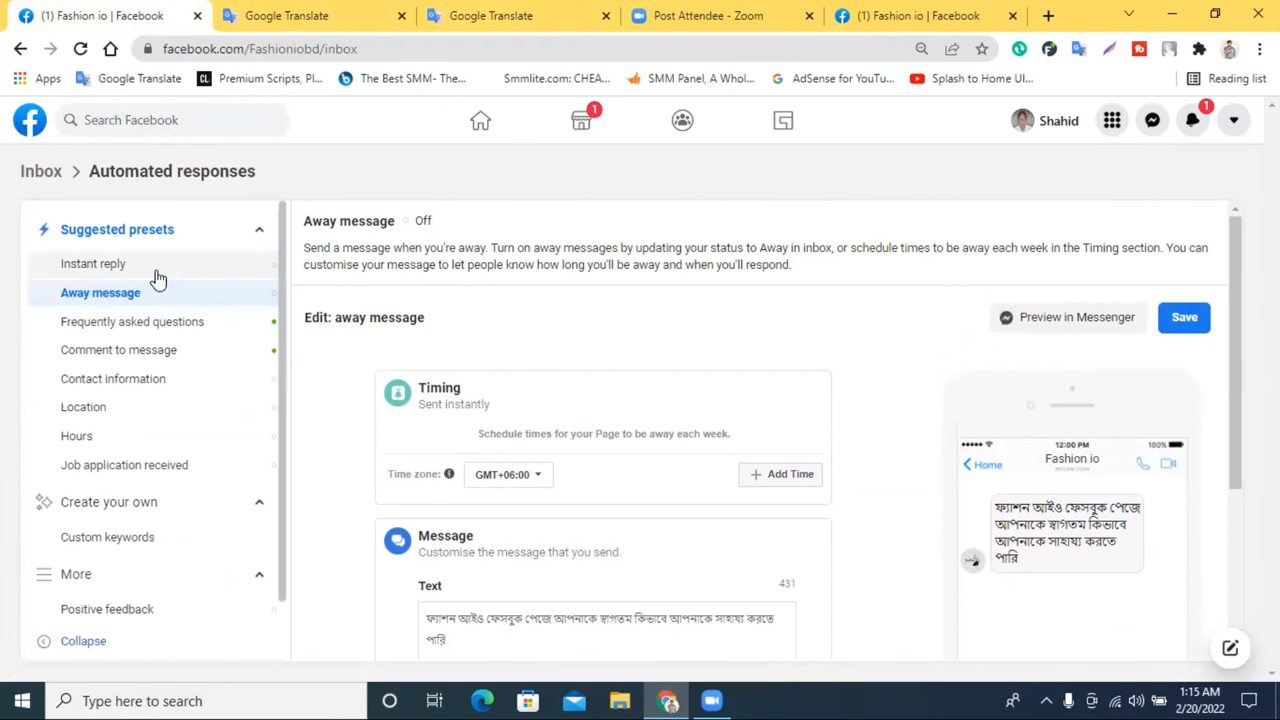 (1) Fashion io | Facebook
Google Translate
Google Translate
Post Attendee - Zoom
(1) Fashion io | Facebook
facebook.com/Fashioniobd/inbox
Apps
Google Translate
Premium Scripts, Pl...
The Best SMM- The...
Smmlite.com: CHEA...
SMM Panel, A Whol...
AdSense for YouTu...
Splash to Home UI...
Reading list
Search Facebook
1
Shahid
1
Inbox
Automated responses
Suggested presets
Instant reply
Away message
Frequently asked questions
Comment to message
Contact information
Location
Hours
Job application received
Create your own
Custom keywords
More
Positive feedback
Collapse
Away message Off
Send a message when you're away. Turn on away messages by updating your status to Away in inbox, or schedule times to be away each week in the Timing section. You can
customise your message to let people know how long you'll be away and when you'll respond.
Edit: away message
Preview in Messenger
Save
Timing
Sent instantly
Schedule times for your Page to be away each week.
Time zone:
GMT+06:00
Add Time
Message
Customise the message that you send.
Text
431
ফ্যাশন আইও ফেসবুক পেজে আপনাকে স্বাগতম কিভাবে আপনাকে সাহায্য করতে
পারি
12:00 PM
100%
Home
Fashion io
ফ্যাশন আইও ফেসবুক পেজে
আপনাকে স্বাগতম কিভাবে
আপনাকে সাহায্য করতে
পারি
Type here to search
1:15 AM
2/20/2022